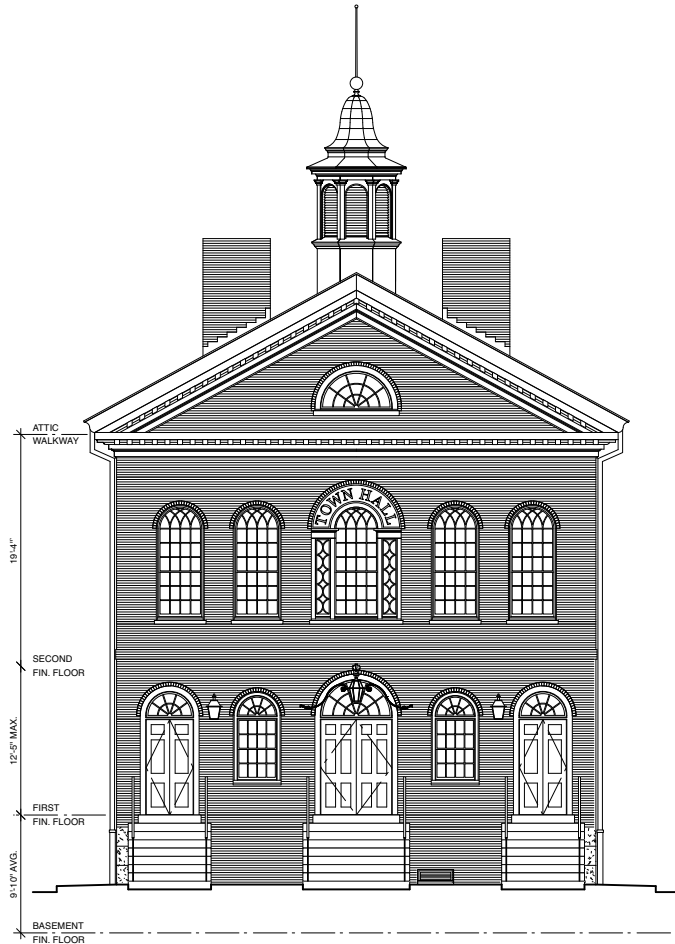 TOWN HALL
ATTIC
WALKWAY
19'-4"
SECOND
FIN. FLOOR
12'-5" MAX.
FIRST
FIN. FLOOR
9'-10" AVG.
BASEMENT
FIN. FLOOR